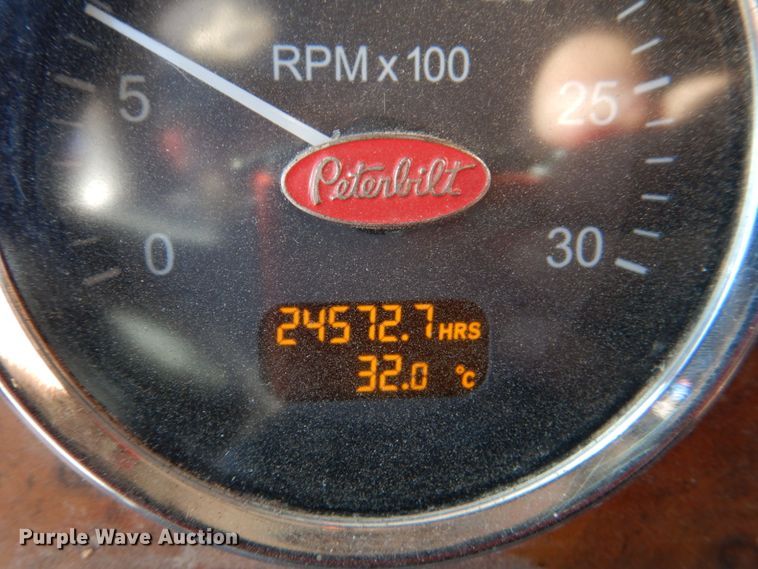 RPM x 100
5
25
Peterbilt
0
30
24572.7 HRS
32.0 °C
Purple Wave Auction